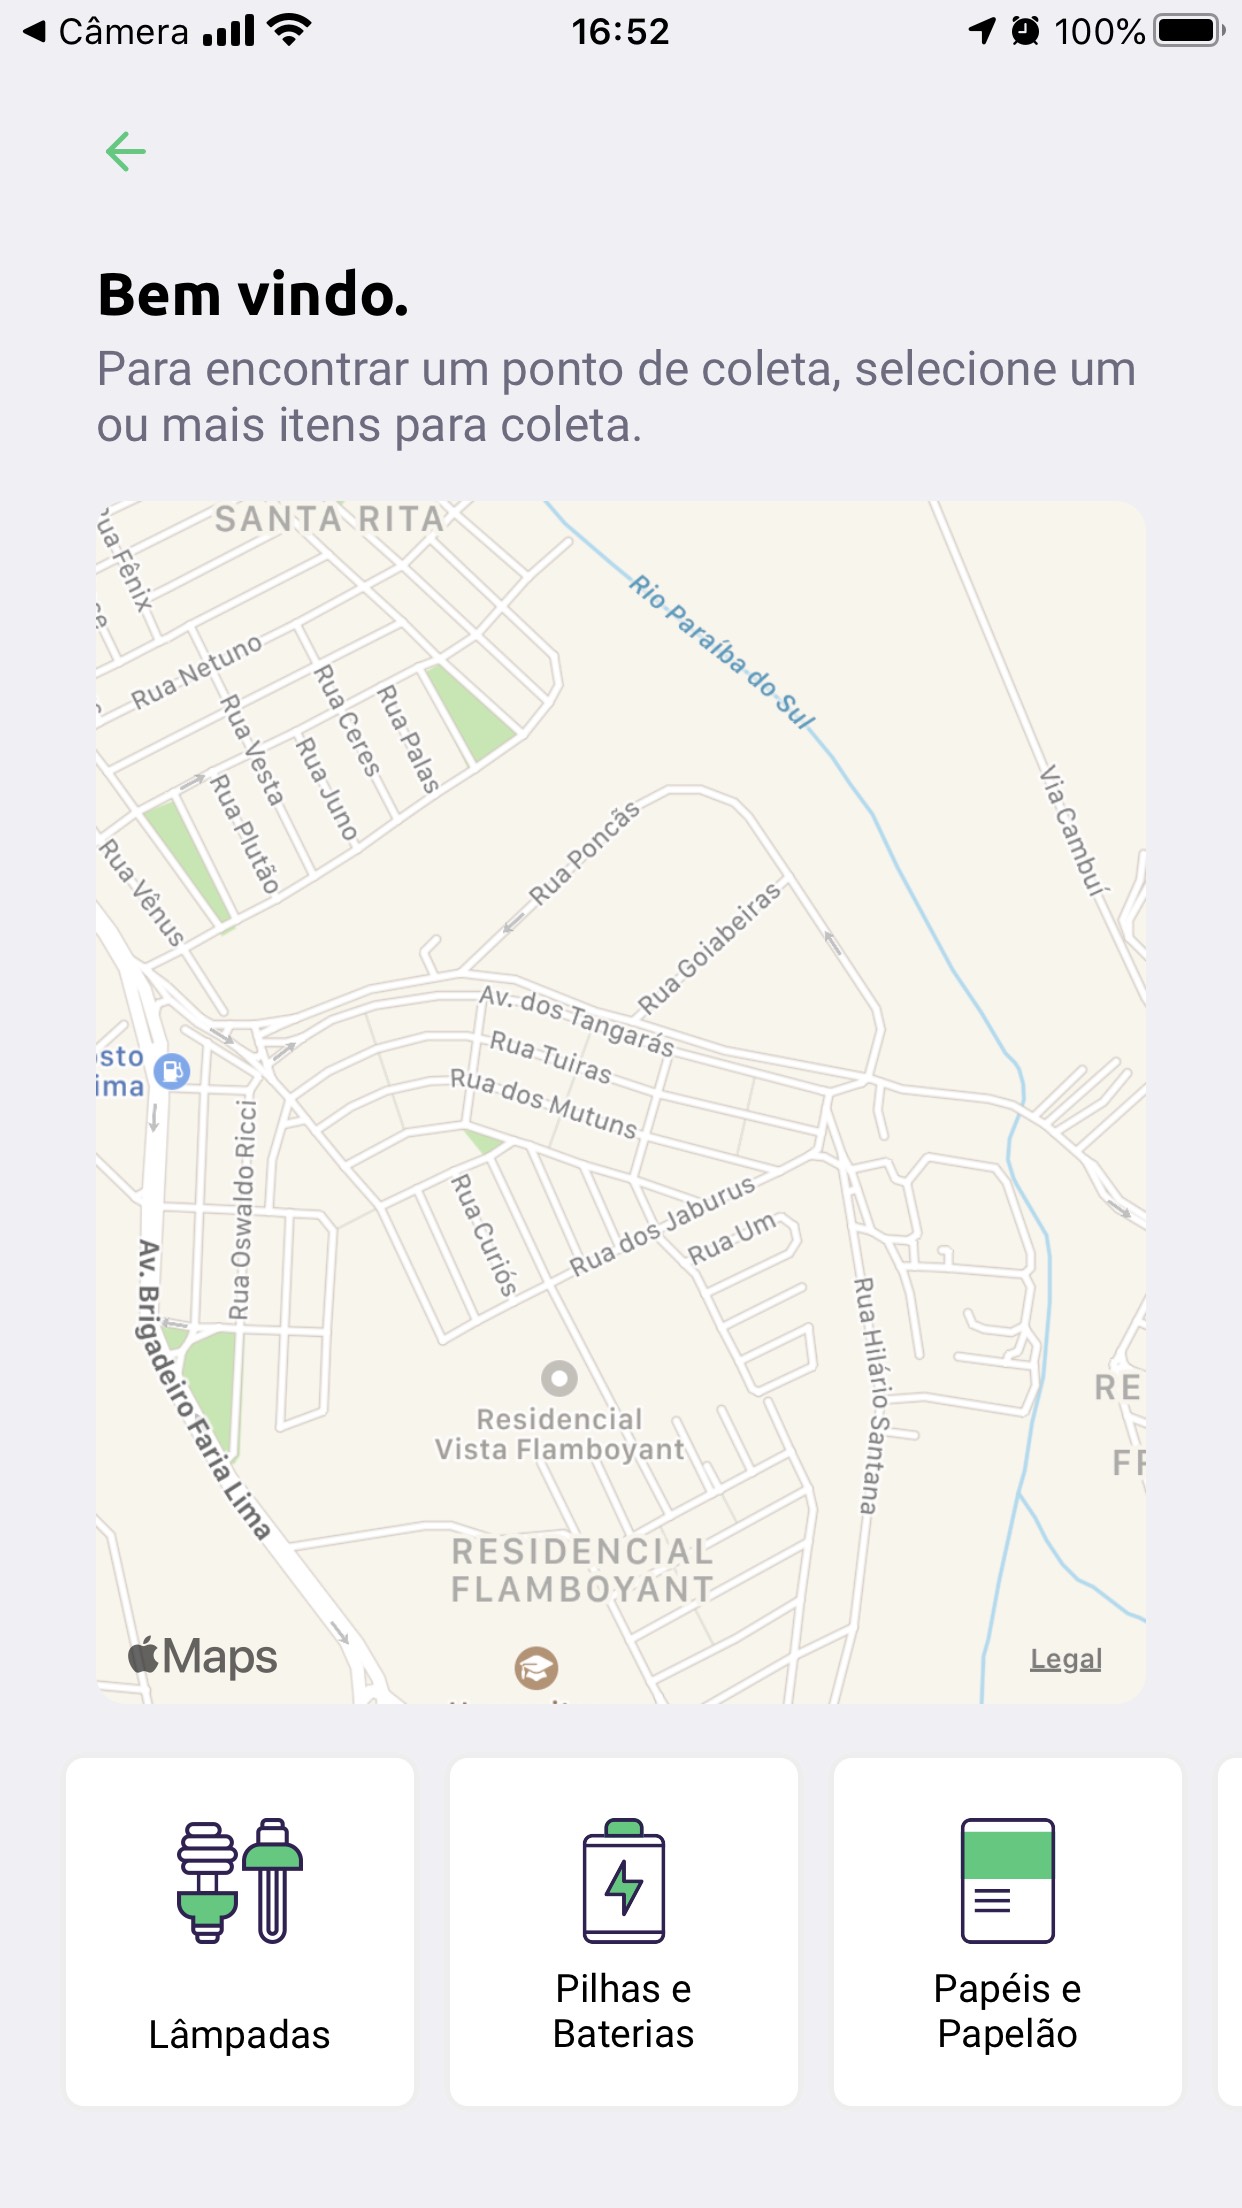 Câmera
16:52
100%
Bem vindo.
Para encontrar um ponto de coleta, selecione um
ou mais itens para coleta.
SANTA RITA
Rua Fênix
Rio Paraíba do Sul
Rua Netuno
Rua Ceres
Rua Palas
Rua Vesta
Rua Juno
Rua Plutão
Via Cambuí
Rua Poncãs
Rua Vênus
Rua Goiabeiras
Av. dos Tangarás
Rua Tuiras
Rua dos Mutuns
Rua Oswaldo Ricci
Rua Curiós
Rua dos Jaburus
Rua Um
Av. Brigadeiro Faria Lima
Rua Hilário Santana
Residencial
Vista Flamboyant
RESIDENCIAL
FLAMBOYANT
Maps
Legal
Lâmpadas
Pilhas e
Baterias
Papéis e
Papelão